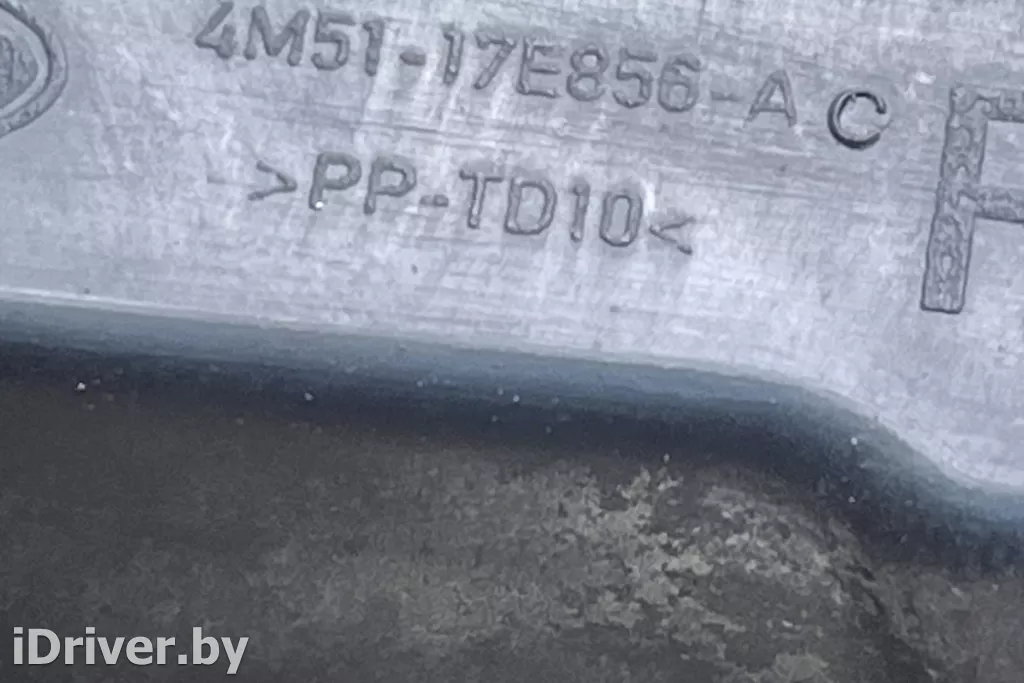 4M51-17E856-AC
>PP-TD10<
iDriver.by